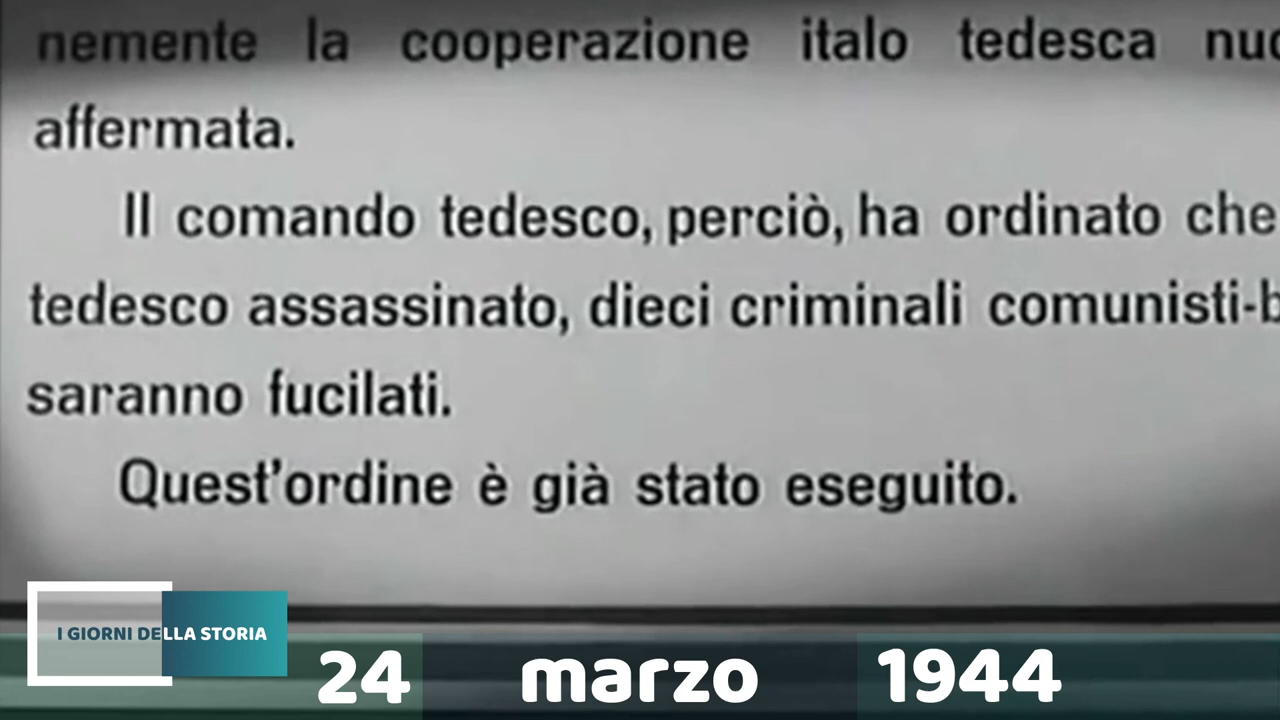 nemente la cooperazione italo tedesca
affermata.
Il comando tedesco, perciò, ha ordinato che
tedesco assassinato, dieci criminali comunisti-b
saranno fucilati.
Quest'ordine è già stato eseguito.
I GIORNI DELLA STORIA
24 marzo 1944